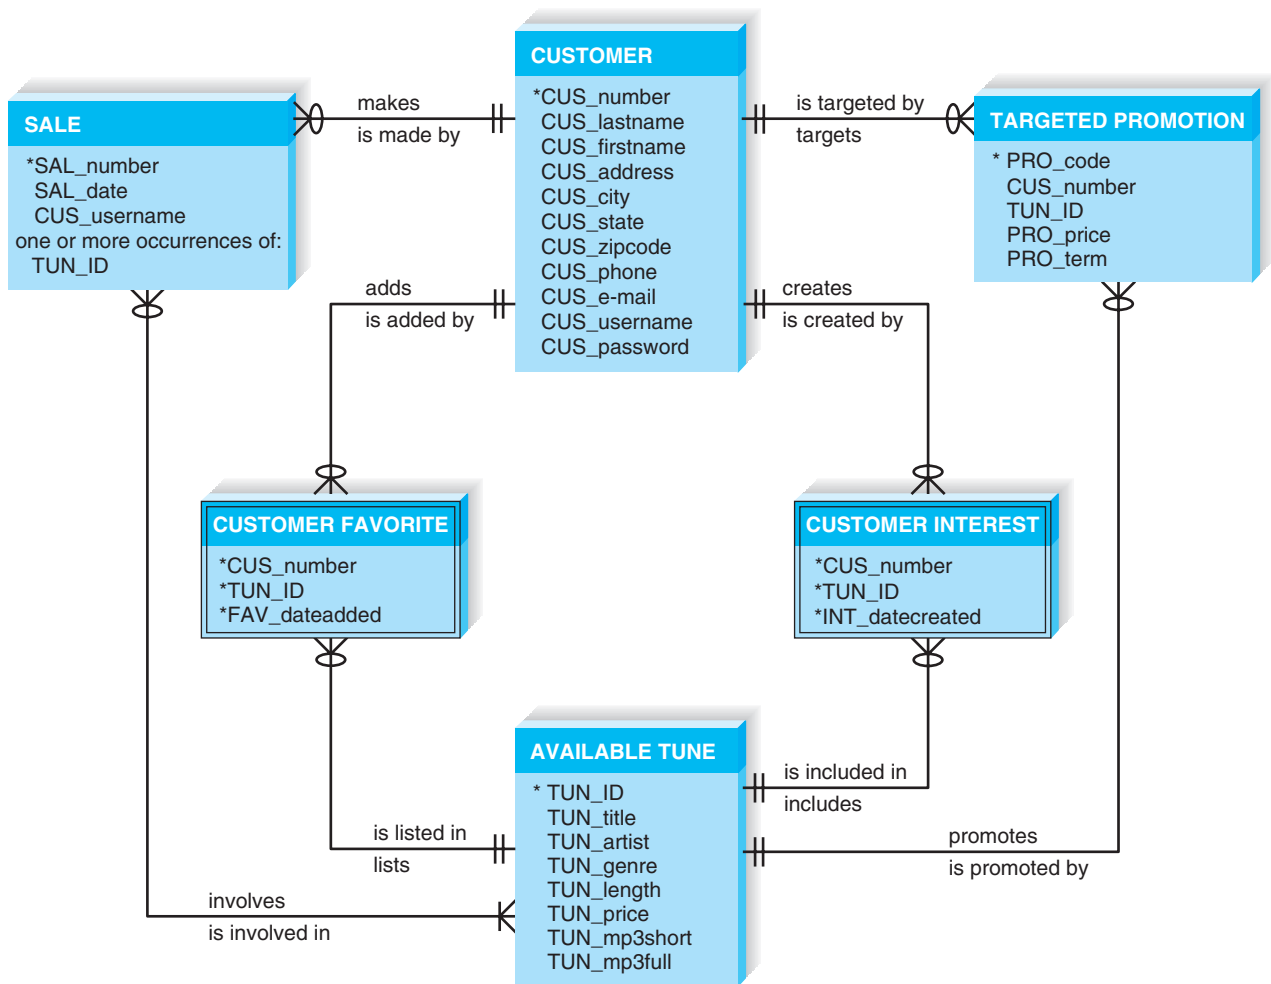 CUSTOMER
*CUS_number
CUS_lastname
CUS_firstname
CUS_address
CUS_city
CUS_state
CUS_zipcode
CUS_phone
CUS_e-mail
CUS_username
CUS_password
SALE
*SAL_number
SAL_date
CUS_username
one or more occurrences of:
TUN_ID
makes
is made by
is targeted by
targets
TARGETED PROMOTION
* PRO_code
CUS_number
TUN_ID
PRO_price
PRO_term
adds
is added by
creates
is created by
CUSTOMER FAVORITE
*CUS_number
*TUN_ID
*FAV_dateadded
CUSTOMER INTEREST
*CUS_number
*TUN_ID
*INT_datecreated
AVAILABLE TUNE
* TUN_ID
TUN_title
TUN_artist
TUN_genre
TUN_length
TUN_price
TUN_mp3short
TUN_mp3full
is included in
includes
is listed in
lists
promotes
is promoted by
involves
is involved in